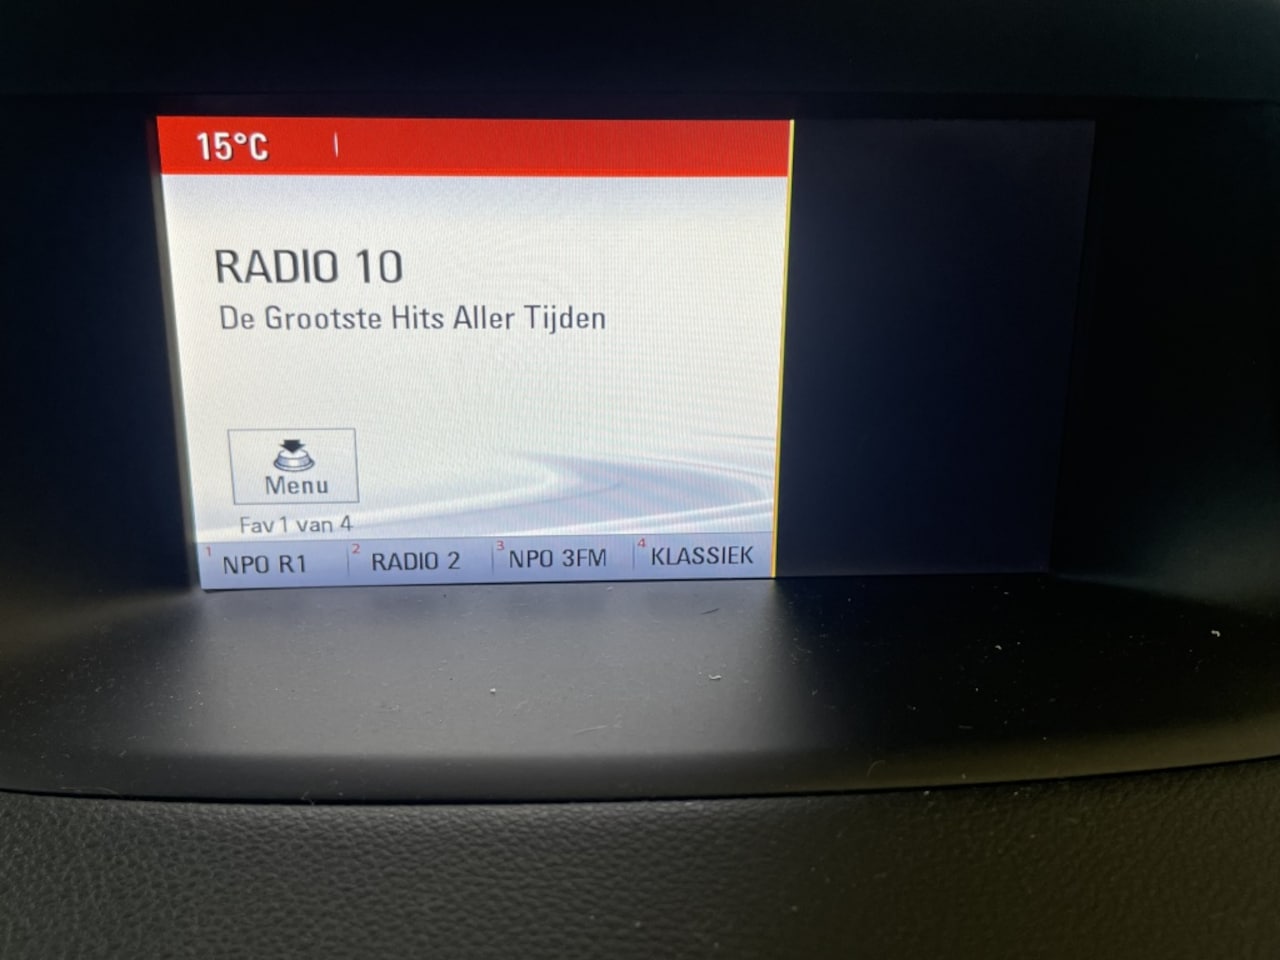 15°C
RADIO 10
De Grootste Hits Aller Tijden
Menu
Fav 1 van 4
1 NPO R1 2 RADIO 2 3 NPO 3FM 4 KLASSIEK